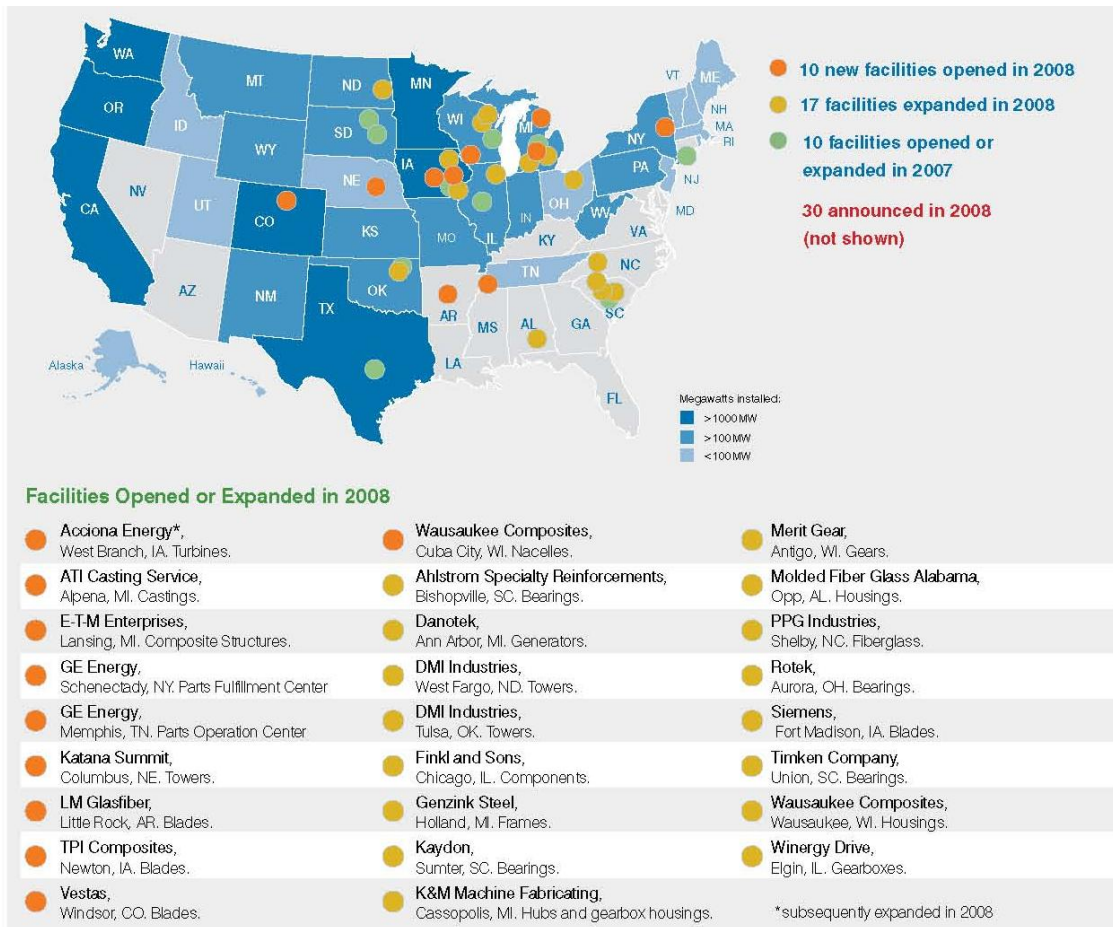 WA
OR
CA
NV
ID
MT
WY
UT
AZ
CO
NM
ND
SD
NE
KS
OK
TX
MN
IA
MO
AR
LA
WI
IL
MI
IN
OH
KY
TN
MS
AL
GA
FL
SC
NC
VA
WV
PA
NY
VT
ME
NH
MA
RI
NJ
MD
Alaska
Hawaii
10 new facilities opened in 2008
17 facilities expanded in 2008
10 facilities opened or
expanded in 2007
30 announced in 2008
(not shown)
Megawatts installed:
>1000MW
>100MW
<100MW
Facilities Opened or Expanded in 2008
Acciona Energy*,
West Branch, IA. Turbines.
ATI Casting Service,
Alpena, MI. Castings.
E-T-M Enterprises,
Lansing, MI. Composite Structures.
GE Energy,
Schenectady, NY. Parts Fulfillment Center
GE Energy,
Memphis, TN. Parts Operation Center
Katana Summit,
Columbus, NE. Towers.
LM Glasfiber,
Little Rock, AR. Blades.
TPI Composites,
Newton, IA. Blades.
Vestas,
Windsor, CO. Blades.
Wausaukee Composites,
Cuba City, WI. Nacelles.
Ahlstrom Specialty Reinforcements,
Bishopville, SC. Bearings.
Danotek,
Ann Arbor, MI. Generators.
DMI Industries,
West Fargo, ND. Towers.
DMI Industries,
Tulsa, OK. Towers.
Finkl and Sons,
Chicago, IL. Components.
Genzink Steel,
Holland, MI. Frames.
Kaydon,
Sumter, SC. Bearings.
K&M Machine Fabricating,
Cassopolis, MI. Hubs and gearbox housings.
Merit Gear,
Antigo, WI. Gears.
Molded Fiber Glass Alabama,
Opp, AL. Housings.
PPG Industries,
Shelby, NC. Fiberglass.
Rotek,
Aurora, OH. Bearings.
Siemens,
Fort Madison, IA. Blades.
Timken Company,
Union, SC. Bearings.
Wausaukee Composites,
Wausaukee, WI. Housings.
Winergy Drive,
Elgin, IL. Gearboxes.
*subsequently expanded in 2008